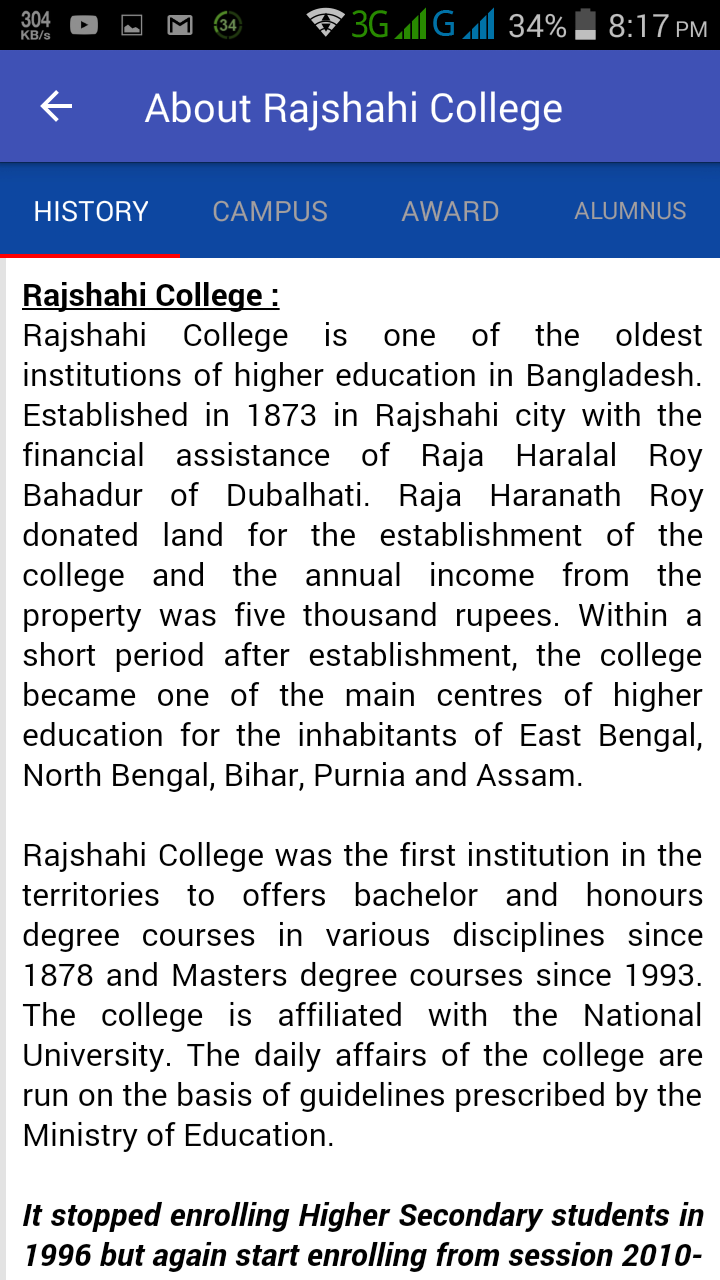 304
KB/s
34
3G
G
34%
8:17 PM
About Rajshahi College
HISTORY CAMPUS AWARD ALUMNUS
Rajshahi College :
Rajshahi College is one of the oldest
institutions of higher education in Bangladesh.
Established in 1873 in Rajshahi city with the
financial assistance of Raja Haralal Roy
Bahadur of Dubalhati. Raja Haranath Roy
donated land for the establishment of the
college and the annual income from the
property was five thousand rupees. Within a
short period after establishment, the college
became one of the main centres of higher
education for the inhabitants of East Bengal,
North Bengal, Bihar, Purnia and Assam.
Rajshahi College was the first institution in the
territories to offers bachelor and honours
degree courses in various disciplines since
1878 and Masters degree courses since 1993.
The college is affiliated with the National
University. The daily affairs of the college are
run on the basis of guidelines prescribed by the
Ministry of Education.
It stopped enrolling Higher Secondary students in
1996 but again start enrolling from session 2010-